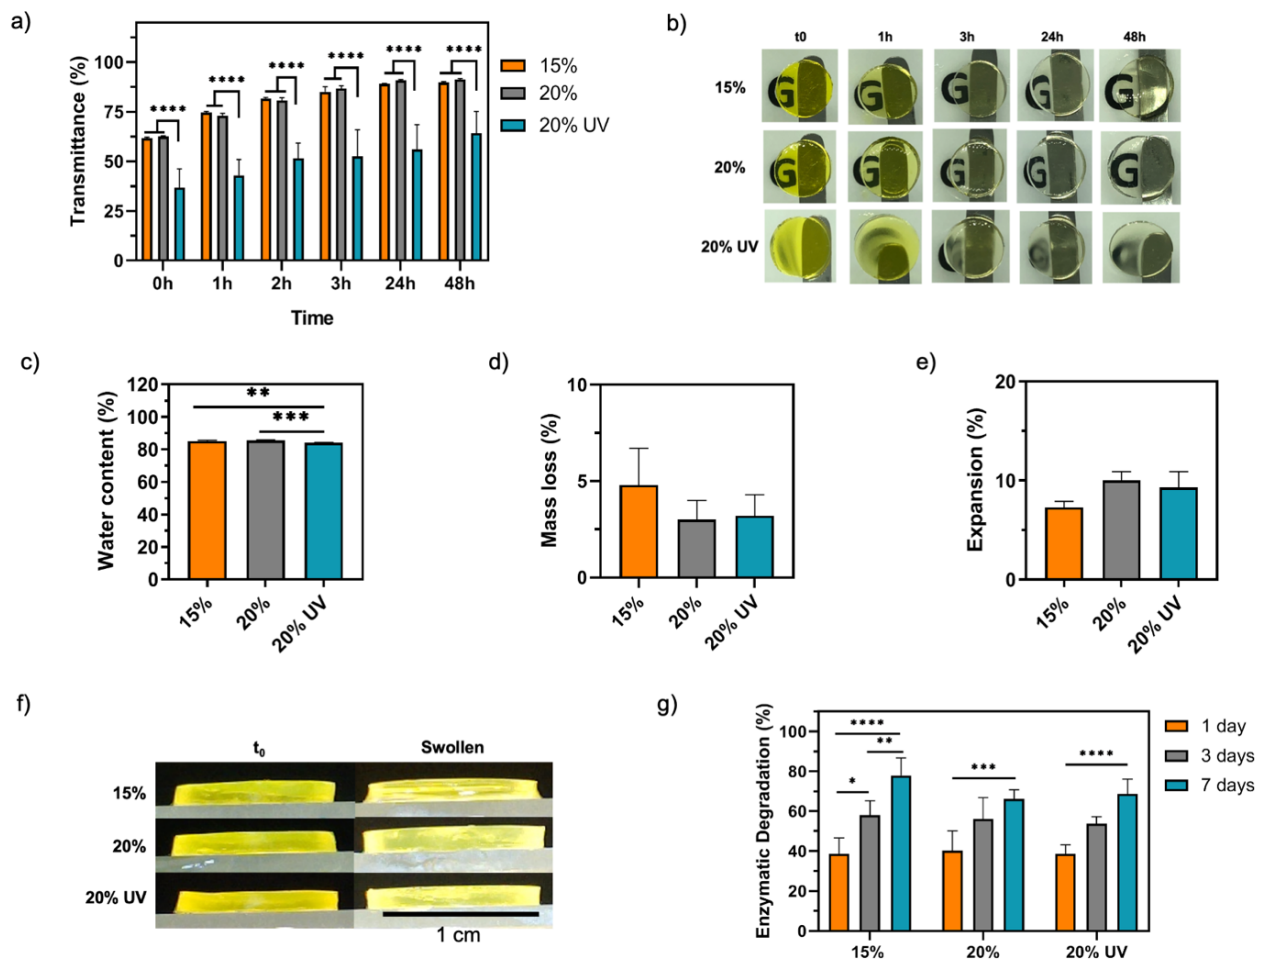 a)
Transmittance (%)
100
75
50
25
0
****
****
****
****
****
****
0h
1h
2h
3h
24h
48h
Time
15%
20%
20% UV
b)
t0
1h
3h
24h
48h
15%
G
G
G
G
G
20%
G
G
G
G
G
20% UV
c)
Water content (%)
120
100
80
60
40
20
0
**
***
15%
20%
20% UV
d)
Mass loss (%)
10
5
0
15%
20%
20% UV
e)
Expansion (%)
20
10
0
15%
20%
20% UV
f)
t0
Swollen
15%
20%
20% UV
1 cm
g)
Enzymatic Degradation (%)
100
80
60
40
20
0
****
**
*
***
****
15%
20%
20% UV
1 day
3 days
7 days